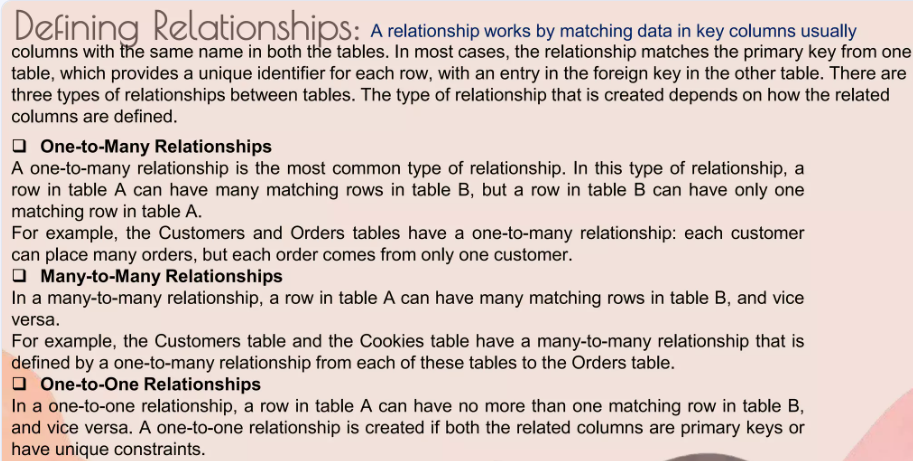 Defining Relationships: A relationship works by matching data in key columns usually
columns with the same name in both the tables. In most cases, the relationship matches the primary key from one
table, which provides a unique identifier for each row, with an entry in the foreign key in the other table. There are
three types of relationships between tables. The type of relationship that is created depends on how the related
columns are defined.
❑ One-to-Many Relationships
A one-to-many relationship is the most common type of relationship. In this type of relationship, a
row in table A can have many matching rows in table B, but a row in table B can have only one
matching row in table A.
For example, the Customers and Orders tables have a one-to-many relationship: each customer
can place many orders, but each order comes from only one customer.
❑ Many-to-Many Relationships
In a many-to-many relationship, a row in table A can have many matching rows in table B, and vice
versa.
For example, the Customers table and the Cookies table have a many-to-many relationship that is
defined by a one-to-many relationship from each of these tables to the Orders table.
❑ One-to-One Relationships
In a one-to-one relationship, a row in table A can have no more than one matching row in table B,
and vice versa. A one-to-one relationship is created if both the related columns are primary keys or
have unique constraints.